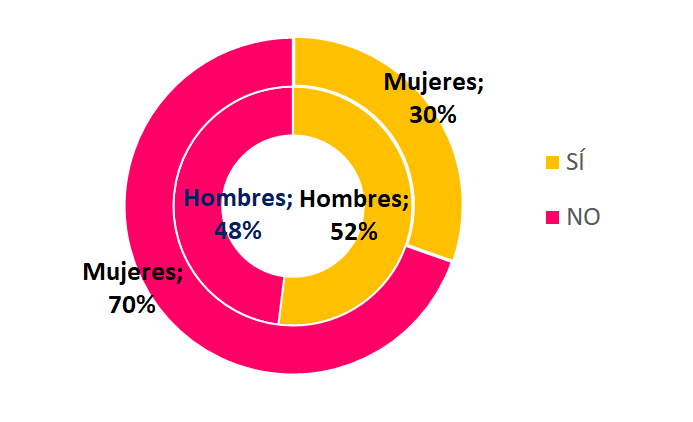 Mujeres;
30%
SÍ
Hombres;
48%
Hombres;
52%
NO
Mujeres;
70%